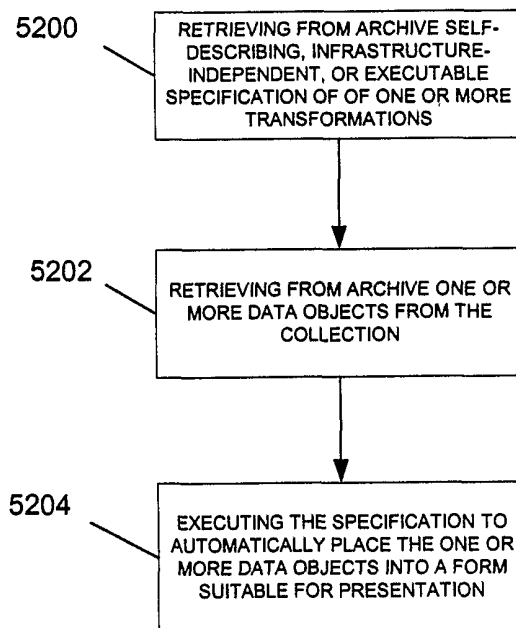 5200
RETRIEVING FROM ARCHIVE SELF-
DESCRIBING, INFRASTRUCTURE-
INDEPENDENT, OR EXECUTABLE
SPECIFICATION OF OF ONE OR MORE
TRANSFORMATIONS
5202
RETRIEVING FROM ARCHIVE ONE OR
MORE DATA OBJECTS FROM THE
COLLECTION
5204
EXECUTING THE SPECIFICATION TO
AUTOMATICALLY PLACE THE ONE OR
MORE DATA OBJECTS INTO A FORM
SUITABLE FOR PRESENTATION